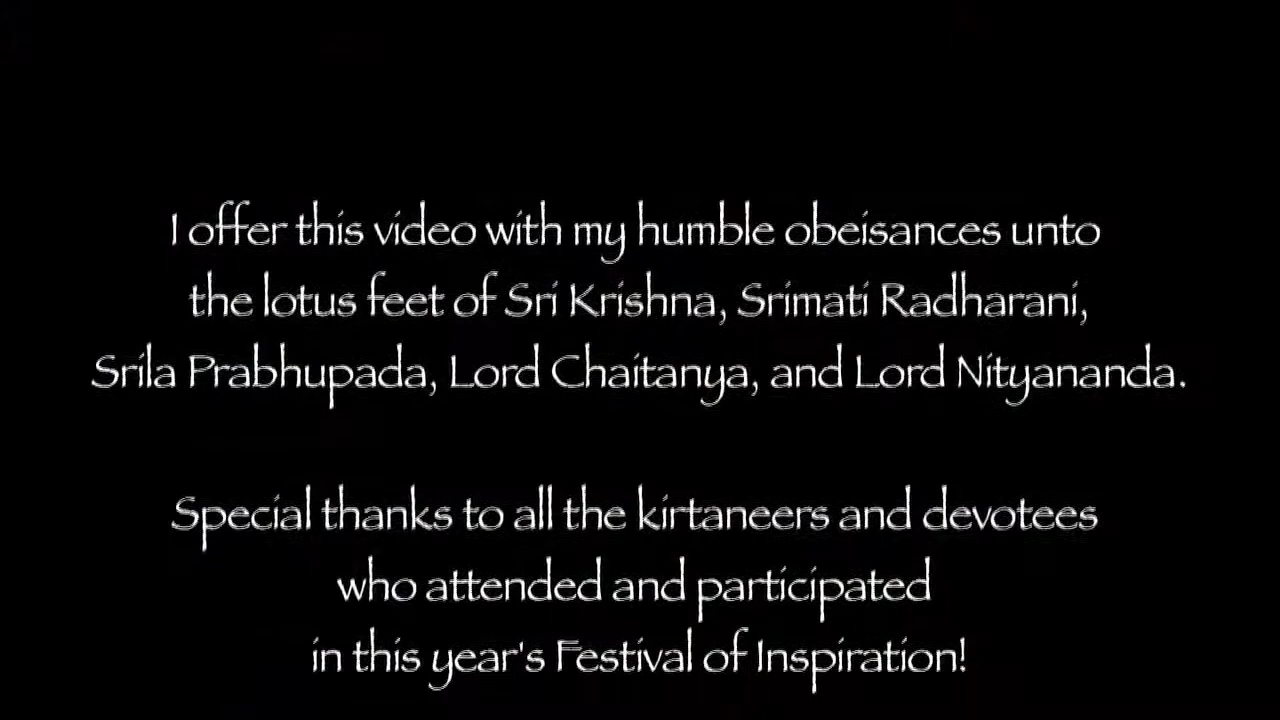 I offer this video with my humble obeisances unto
the lotus feet of Sri Krishna, Srimati Radharani,
Srila Prabhupada, Lord Chaitanya, and Lord Nityananda.
Special thanks to all the kirtaneers and devotees
who attended and participated
in this year's Festival of Inspiration!